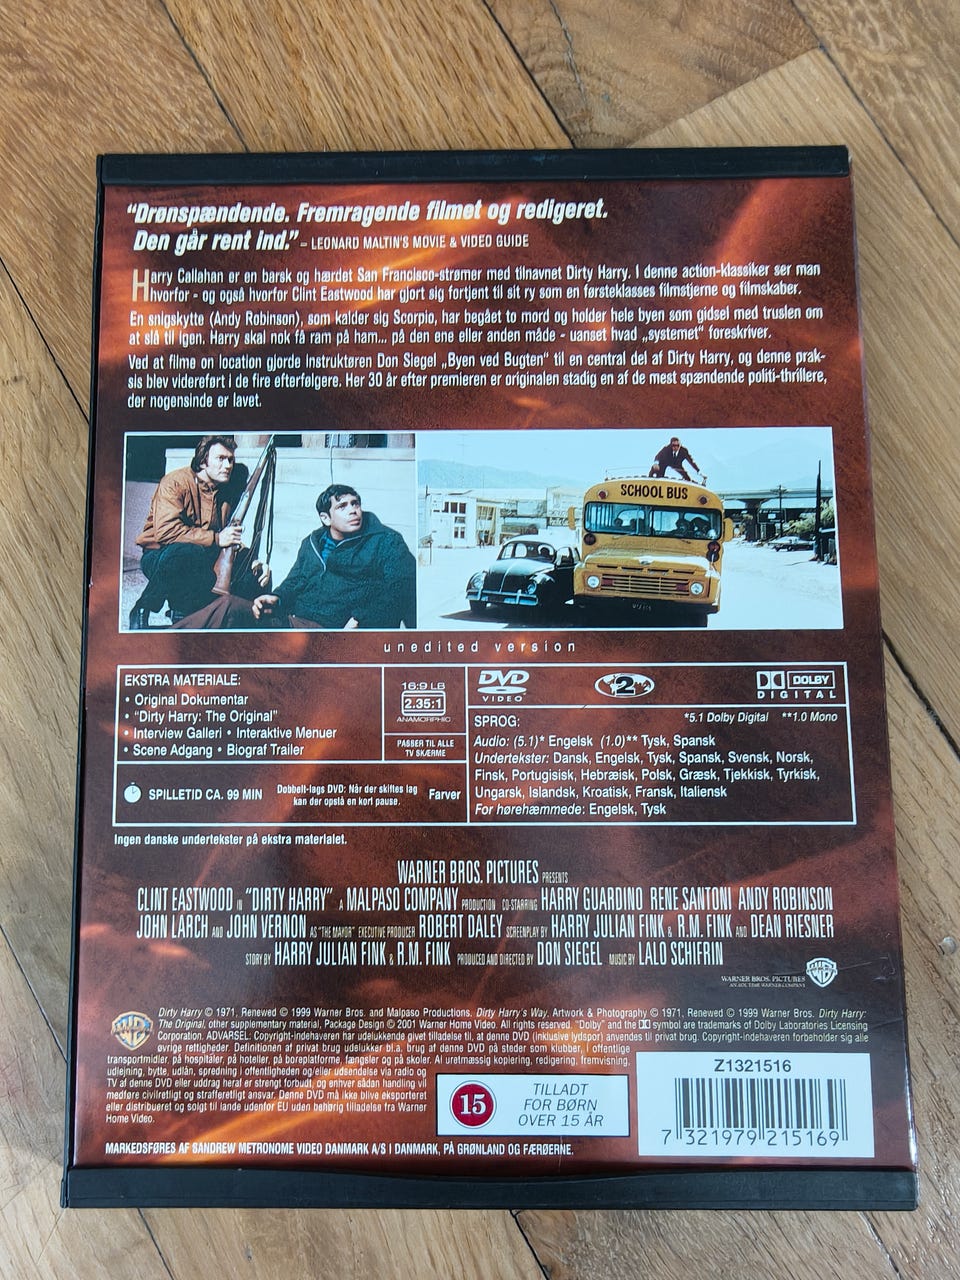 “Drønspændende. Fremragende filmet og redigeret.
Den går rent ind.” – LEONARD MALTIN'S MOVIE & VIDEO GUIDE
Harry Callahan er en barsk og hærdet San Francisco-strømer med tilnavnet Dirty Harry. I denne action-klassiker ser man
hvorfor - og også hvorfor Clint Eastwood har gjort sig fortjent til sit ry som en førsteklasses filmstjerne og filmskaber.
En snigskytte (Andy Robinson), som kalder sig Scorpio, har begået to mord og holder hele byen som gidsel med truslen om
at slå til igen. Harry skal nok få ram på ham... på den ene eller anden måde - uanset hvad „systemet“ foreskriver.
Ved at filme on location gjorde instruktøren Don Siegel „Byen ved Bugten“ til en central del af Dirty Harry, og denne prak-
sis blev videreført i de fire efterfølgere. Her 30 år efter premieren er originalen stadig en af de mest spændende politi-thrillere,
der nogensinde er lavet.
SCHOOL BUS
unedited version
EKSTRA MATERIALE:
• Original Dokumentar
• “Dirty Harry: The Original”
• Interview Galleri • Interaktive Menuer
• Scene Adgang • Biograf Trailer
16:9 LB
2.35:1
ANAMORPHIC
PASSER TIL ALLE
TV SKÆRME
SPILLETID CA. 99 MIN
Dobbelt-lags DVD: Når der skiftes lag
kan der opstå en kort pause.
Farver
DVD
VIDEO
2
DOLBY
DIGITAL
SPROG: *5.1 Dolby Digital **1.0 Mono
Audio: (5.1)* Engelsk (1.0)** Tysk, Spansk
Undertekster: Dansk, Engelsk, Tysk, Spansk, Svensk, Norsk,
Finsk, Portugisisk, Hebræisk, Polsk, Græsk, Tjekkisk, Tyrkisk,
Ungarsk, Islandsk, Kroatisk, Fransk, Italiensk
For hørehæmmede: Engelsk, Tysk
Ingen danske undertekster på ekstra materialet.
WARNER BROS. PICTURES PRESENTS
CLINT EASTWOOD IN “DIRTY HARRY” A MALPASO COMPANY PRODUCTION CO-STARRING HARRY GUARDINO RENE SANTONI ANDY ROBINSON
JOHN LARCH AND JOHN VERNON AS “THE MAYOR” EXECUTIVE PRODUCER ROBERT DALEY SCREENPLAY BY HARRY JULIAN FINK & R.M. FINK AND DEAN RIESNER
STORY BY HARRY JULIAN FINK & R.M. FINK PRODUCED AND DIRECTED BY DON SIEGEL MUSIC BY LALO SCHIFRIN
WARNER BROS. PICTURES
AN AOL TIME WARNER COMPANY
Dirty Harry © 1971, Renewed © 1999 Warner Bros. and Malpaso Productions. Dirty Harry's Way. Artwork & Photography © 1971, Renewed © 1999 Warner Bros. Dirty Harry:
The Original, other supplementary material, Package Design © 2001 Warner Home Video. All rights reserved. “Dolby” and the symbol are trademarks of Dolby Laboratories Licensing
Corporation. ADVARSEL: Copyright-indehaveren har udelukkende givet tilladelse til, at denne DVD (inklusive lydspor) anvendes til privat brug. Copyright-indehaveren forbeholder sig alle
øvrige rettigheder. Definitionen af privat brug udelukker bl.a. brug af denne DVD på steder som klubber, i offentlige
transportmidler, på hospitaler, på hoteller, på boreplatforme, fængsler og på skoler. Al uretmæssig kopiering, redigering, fremvisning,
udlejning, bytte, udlån, spredning i offentligheden og/eller udsendelse via radio og
TV af denne DVD eller uddrag heraf er strengt forbudt, og enhver sådan handling vil
medføre civilretligt og strafferetligt ansvar. Denne DVD må ikke blive eksporteret
eller distribueret og solgt til lande udenfor EU uden behørig tilladelse fra Warner
Home Video.
15
TILLADT
FOR BØRN
OVER 15 ÅR
Z1321516
7 321979 215169
MARKEDSFØRES AF SANDREW METRONOME VIDEO DANMARK A/S I DANMARK, PÅ GRØNLAND OG FÆRØERNE.